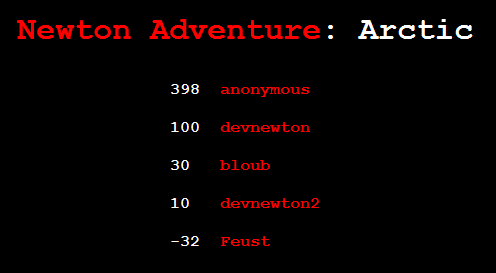 Newton Adventure: Arctic
398 anonymous
100 devnewton
30 bloub
10 devnewton2
-32 Feust